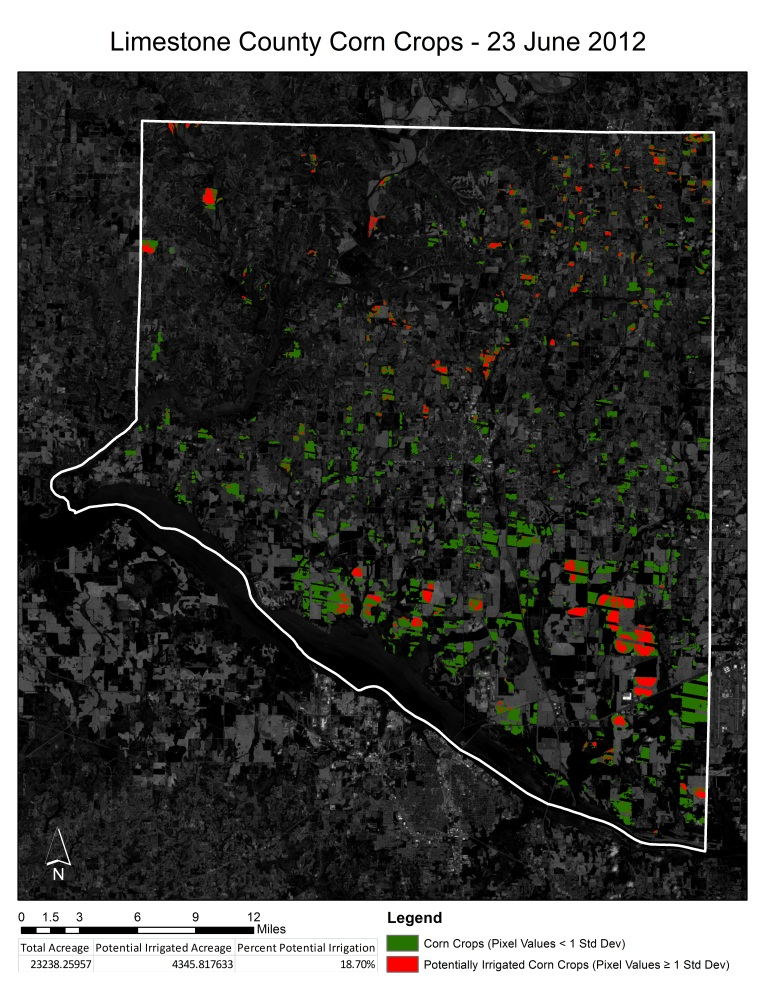 Limestone County Corn Crops - 23 June 2012
N
0 1.5 3 6 9 12
Miles
Total Acreage Potential Irrigated Acreage Percent Potential Irrigation
23238.25957 4345.817633 18.70%
Legend
Corn Crops (Pixel Values < 1 Std Dev)
Potentially Irrigated Corn Crops (Pixel Values ≥ 1 Std Dev)